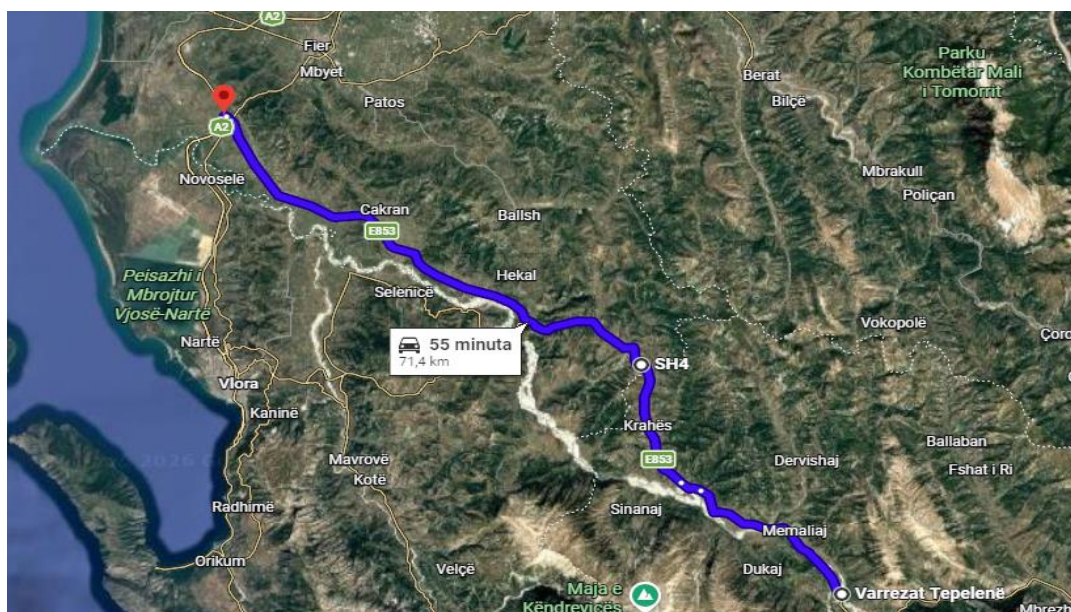 A2
Fier
Mbyet
Patos
Berat
Bilçë
Parku
Kombëtar Mali
i Tomorrit
A2
Novoselë
Mbrakull
Poliçan
Cakran
E853
Ballsh
Peisazhi i
Mbrojtur
Vjosë-Nartë
Selenicë
Hekal
Nartë
55 minuta
71,4 km
Vokopolë
Vlora
SH4
Kaninë
Krahës
Ballaban
Mavrovë
Kotë
E853
Dervishaj
Fshat i Ri
Radhimë
Sinanaj
Memaliaj
Orikum
Velçë
Dukaj
Maja e
Këndrevicës
Varrezat Tepelenë